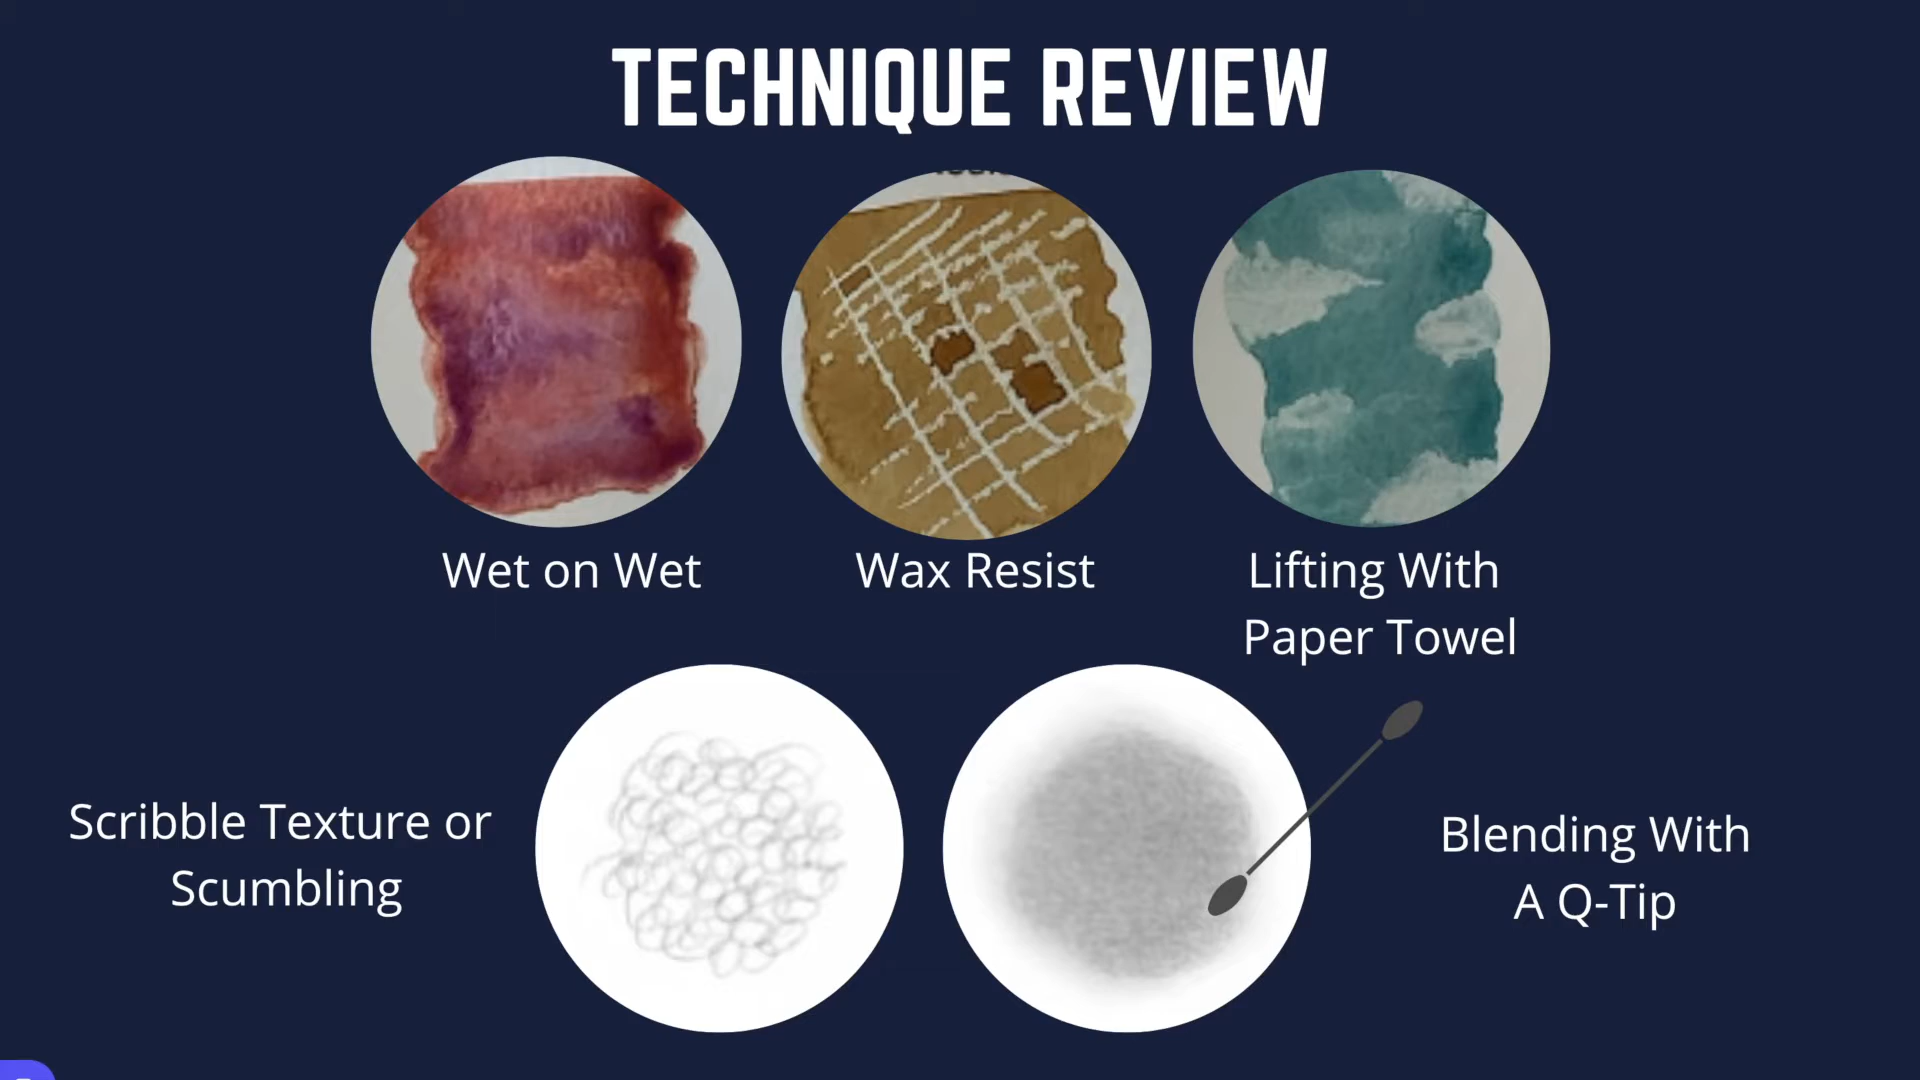 TECHNIQUE REVIEW
Wet on Wet
Wax Resist
Lifting With
Paper Towel
Scribble Texture or
Scumbling
Blending With
A Q-Tip